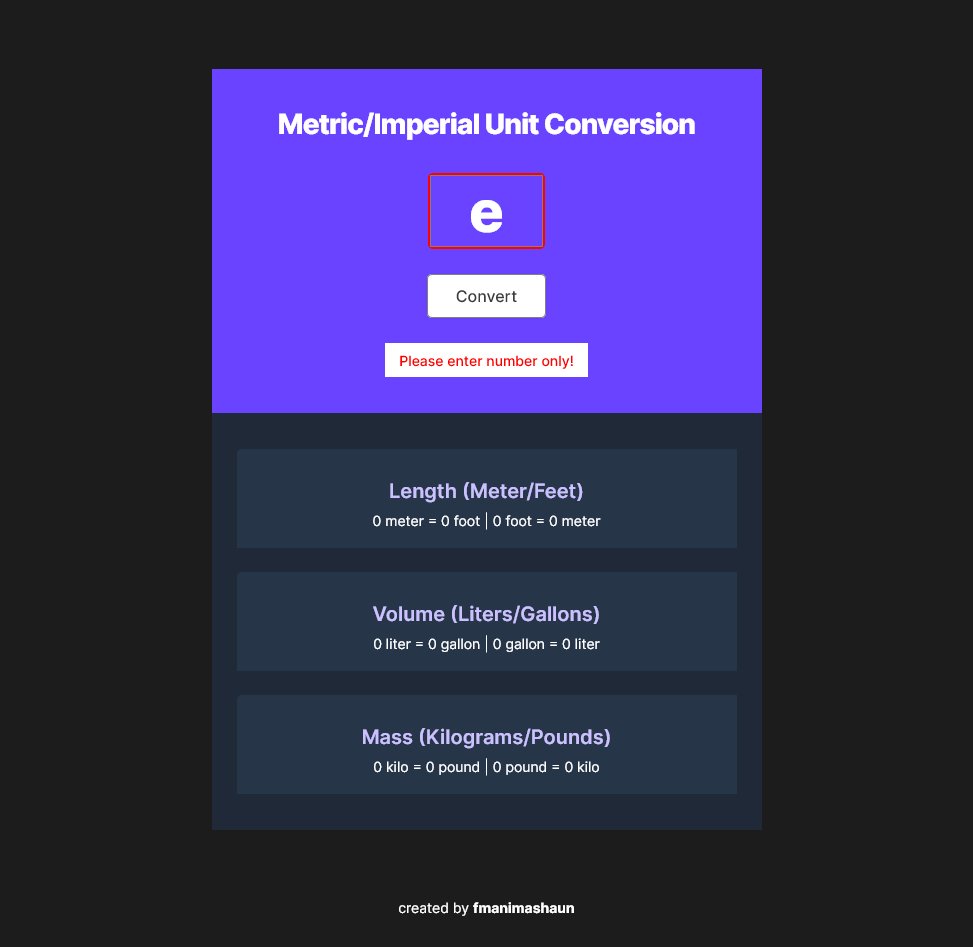 Metric/Imperial Unit Conversion
e
Convert
Please enter number only!
Length (Meter/Feet)
0 meter = 0 foot | 0 foot = 0 meter
Volume (Liters/Gallons)
0 liter = 0 gallon | 0 gallon = 0 liter
Mass (Kilograms/Pounds)
0 kilo = 0 pound | 0 pound = 0 kilo
created by fmanimashaun